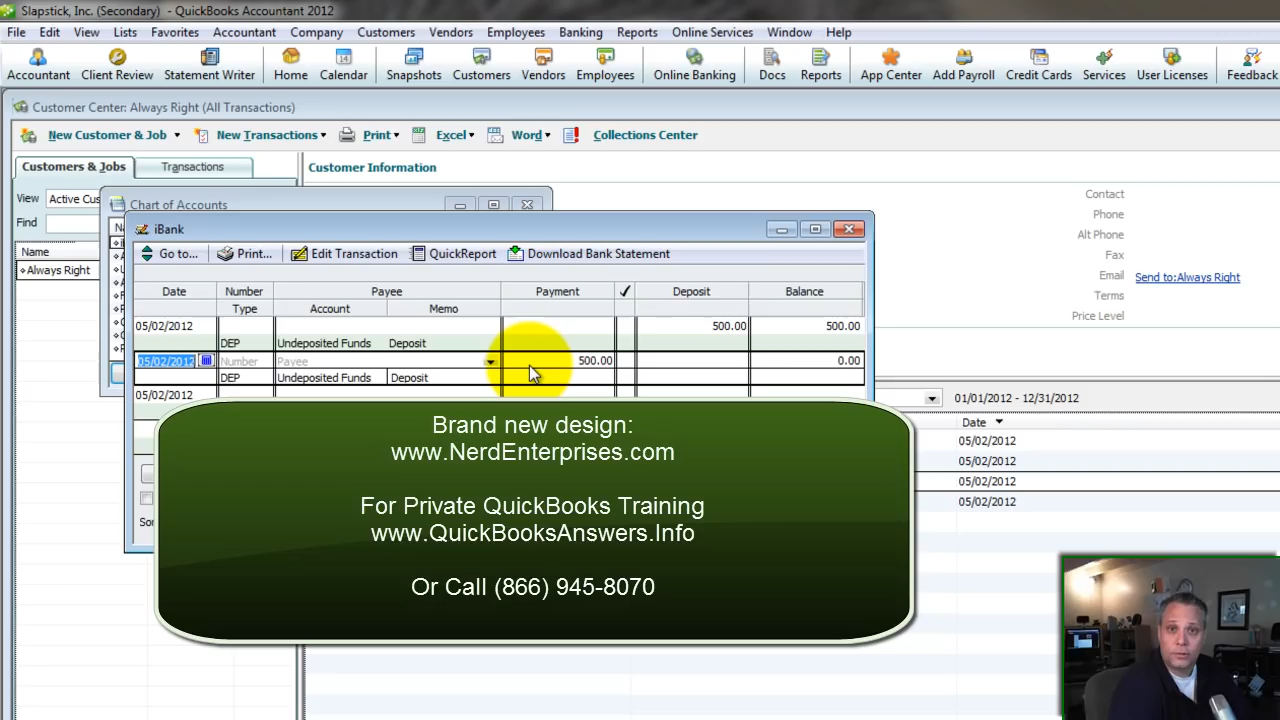 Slapstick, Inc. (Secondary) - QuickBooks Accountant 2012
File Edit View Lists Favorites Accountant Company Customers Vendors Employees Banking Reports Online Services Window Help
Accountant Client Review Statement Writer Home Calendar Snapshots Customers Vendors Employees Online Banking Docs Reports App Center Add Payroll Credit Cards Services User Licenses Feedback
Customer Center: Always Right (All Transactions)
New Customer & Job New Transactions Print Excel Word Collections Center
Customers & Jobs Transactions Customer Information
View Active Cus
Find
Name
Always Right
Contact
Phone
Alt Phone
Fax
Email Send to:Always Right
Terms
Price Level
Chart of Accounts
iBank
Go to... Print... Edit Transaction QuickReport Download Bank Statement
Date Number Payee Payment ✓ Deposit Balance
Type Account Memo
05/02/2012 500.00 500.00
DEP Undeposited Funds Deposit
05/02/2012 Number Payee 500.00 0.00
DEP Undeposited Funds Deposit
05/02/2012
01/01/2012 - 12/31/2012
Date
05/02/2012
05/02/2012
05/02/2012
05/02/2012
Brand new design:
www.NerdEnterprises.com
For Private QuickBooks Training
www.QuickBooksAnswers.Info
Or Call (866) 945-8070